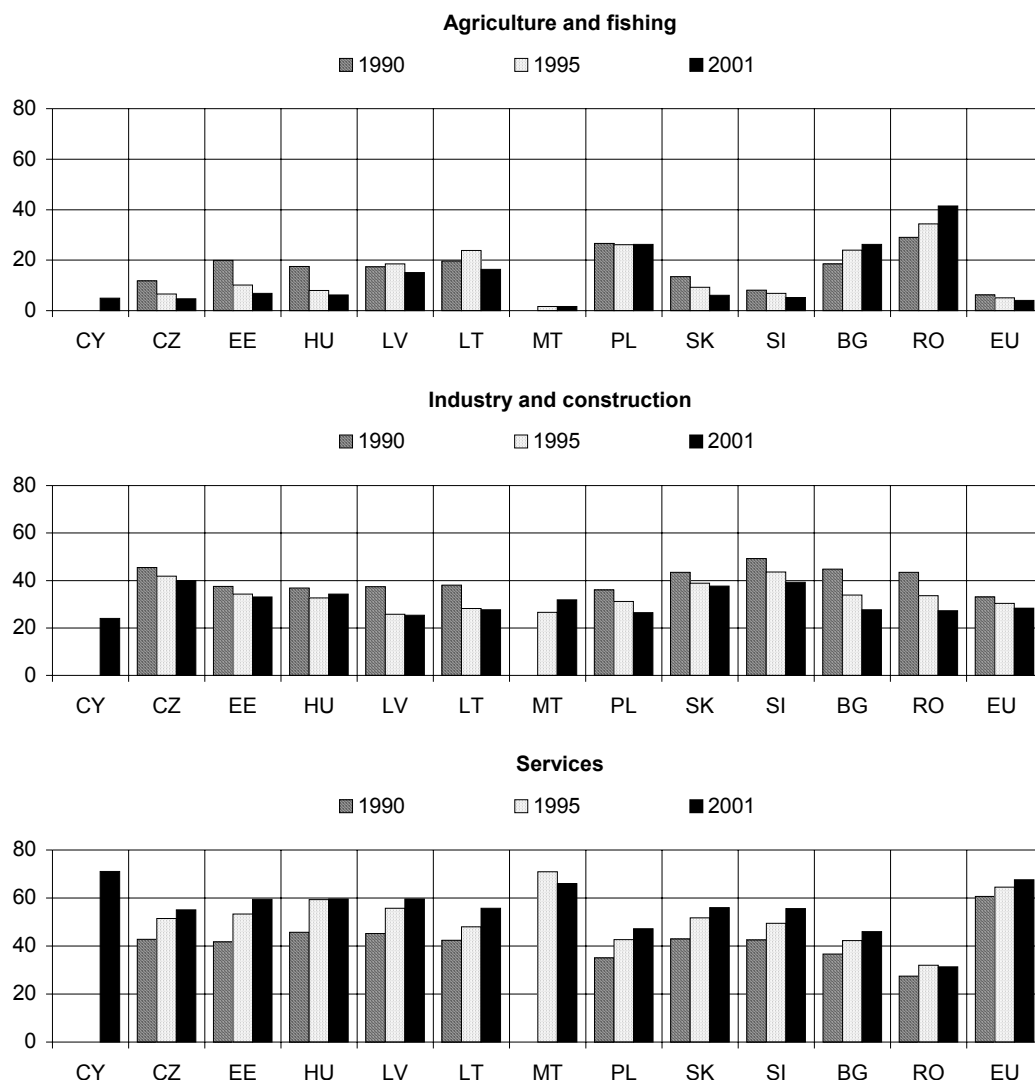 Agriculture and fishing
1990 1995 2001
80
60
40
20
0
CY CZ EE HU LV LT MT PL SK SI BG RO EU
Industry and construction
1990 1995 2001
80
60
40
20
0
CY CZ EE HU LV LT MT PL SK SI BG RO EU
Services
1990 1995 2001
80
60
40
20
0
CY CZ EE HU LV LT MT PL SK SI BG RO EU